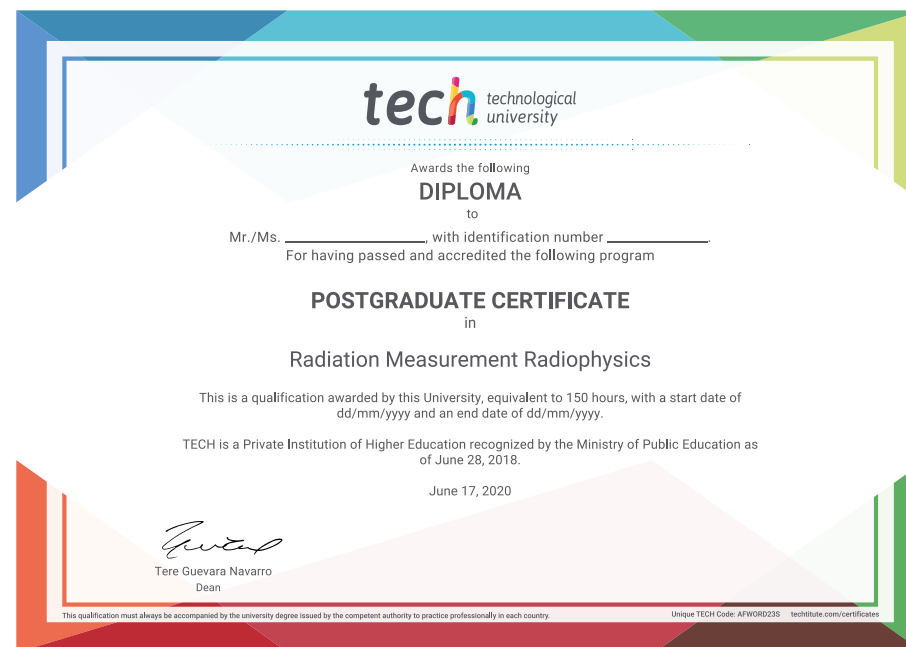 tech technological
university
Awards the following
DIPLOMA
to
Mr./Ms. ____________________, with identification number ______________.
For having passed and accredited the following program
POSTGRADUATE CERTIFICATE
in
Radiation Measurement Radiophysics
This is a qualification awarded by this University, equivalent to 150 hours, with a start date of
dd/mm/yyyy and an end date of dd/mm/yyyy.
TECH is a Private Institution of Higher Education recognized by the Ministry of Public Education as
of June 28, 2018.
June 17, 2020
Tere Guevara Navarro
Dean
This qualification must always be accompanied by the university degree issued by the competent authority to practice professionally in each country.
Unique TECH Code: AFWORD23S techtitute.com/certificates